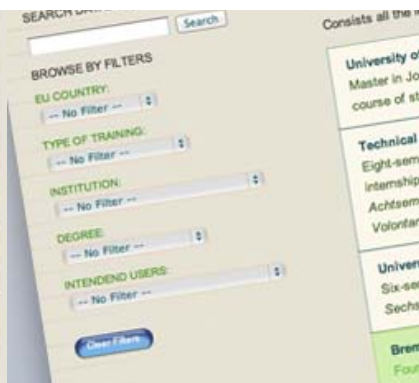 SEARCH
Search
BROWSE BY FILTERS
EU COUNTRY:
-- No Filter --
TYPE OF TRAINING:
-- No Filter --
INSTITUTION:
-- No Filter --
DEGREE:
-- No Filter --
INTENDEND USERS:
-- No Filter --
Clear Filters
Consists all the
University of
Master in Jo
course of st
Technical
Eight-sem
internship
Achtsem
Volontar
Univers
Six-se
Sechs
Brem
Four